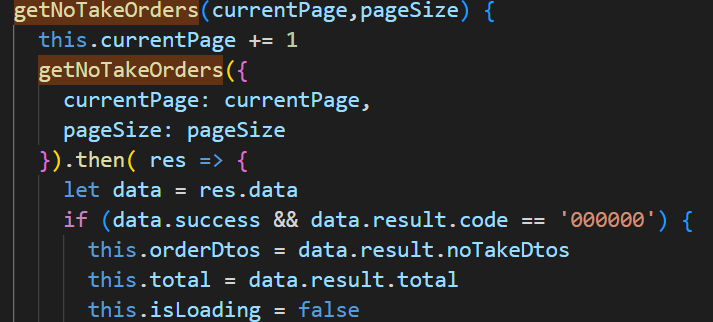 getNoTakeOrders(currentPage,pageSize) {
this.currentPage += 1
getNoTakeOrders({
currentPage: currentPage,
pageSize: pageSize
}).then( res => {
let data = res.data
if (data.success && data.result.code == '000000') {
this.orderDtos = data.result.noTakeDtos
this.total = data.result.total
this.isLoading = false